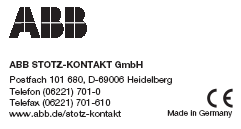 ABB
ABB STOTZ-KONTAKT GmbH
Postfach 101 680, D-69006 Heidelberg
Telefon (06221) 701-0
Telefax (06221) 701-610
www.abb.de/stotz-kontakt
CE
Made in Germany